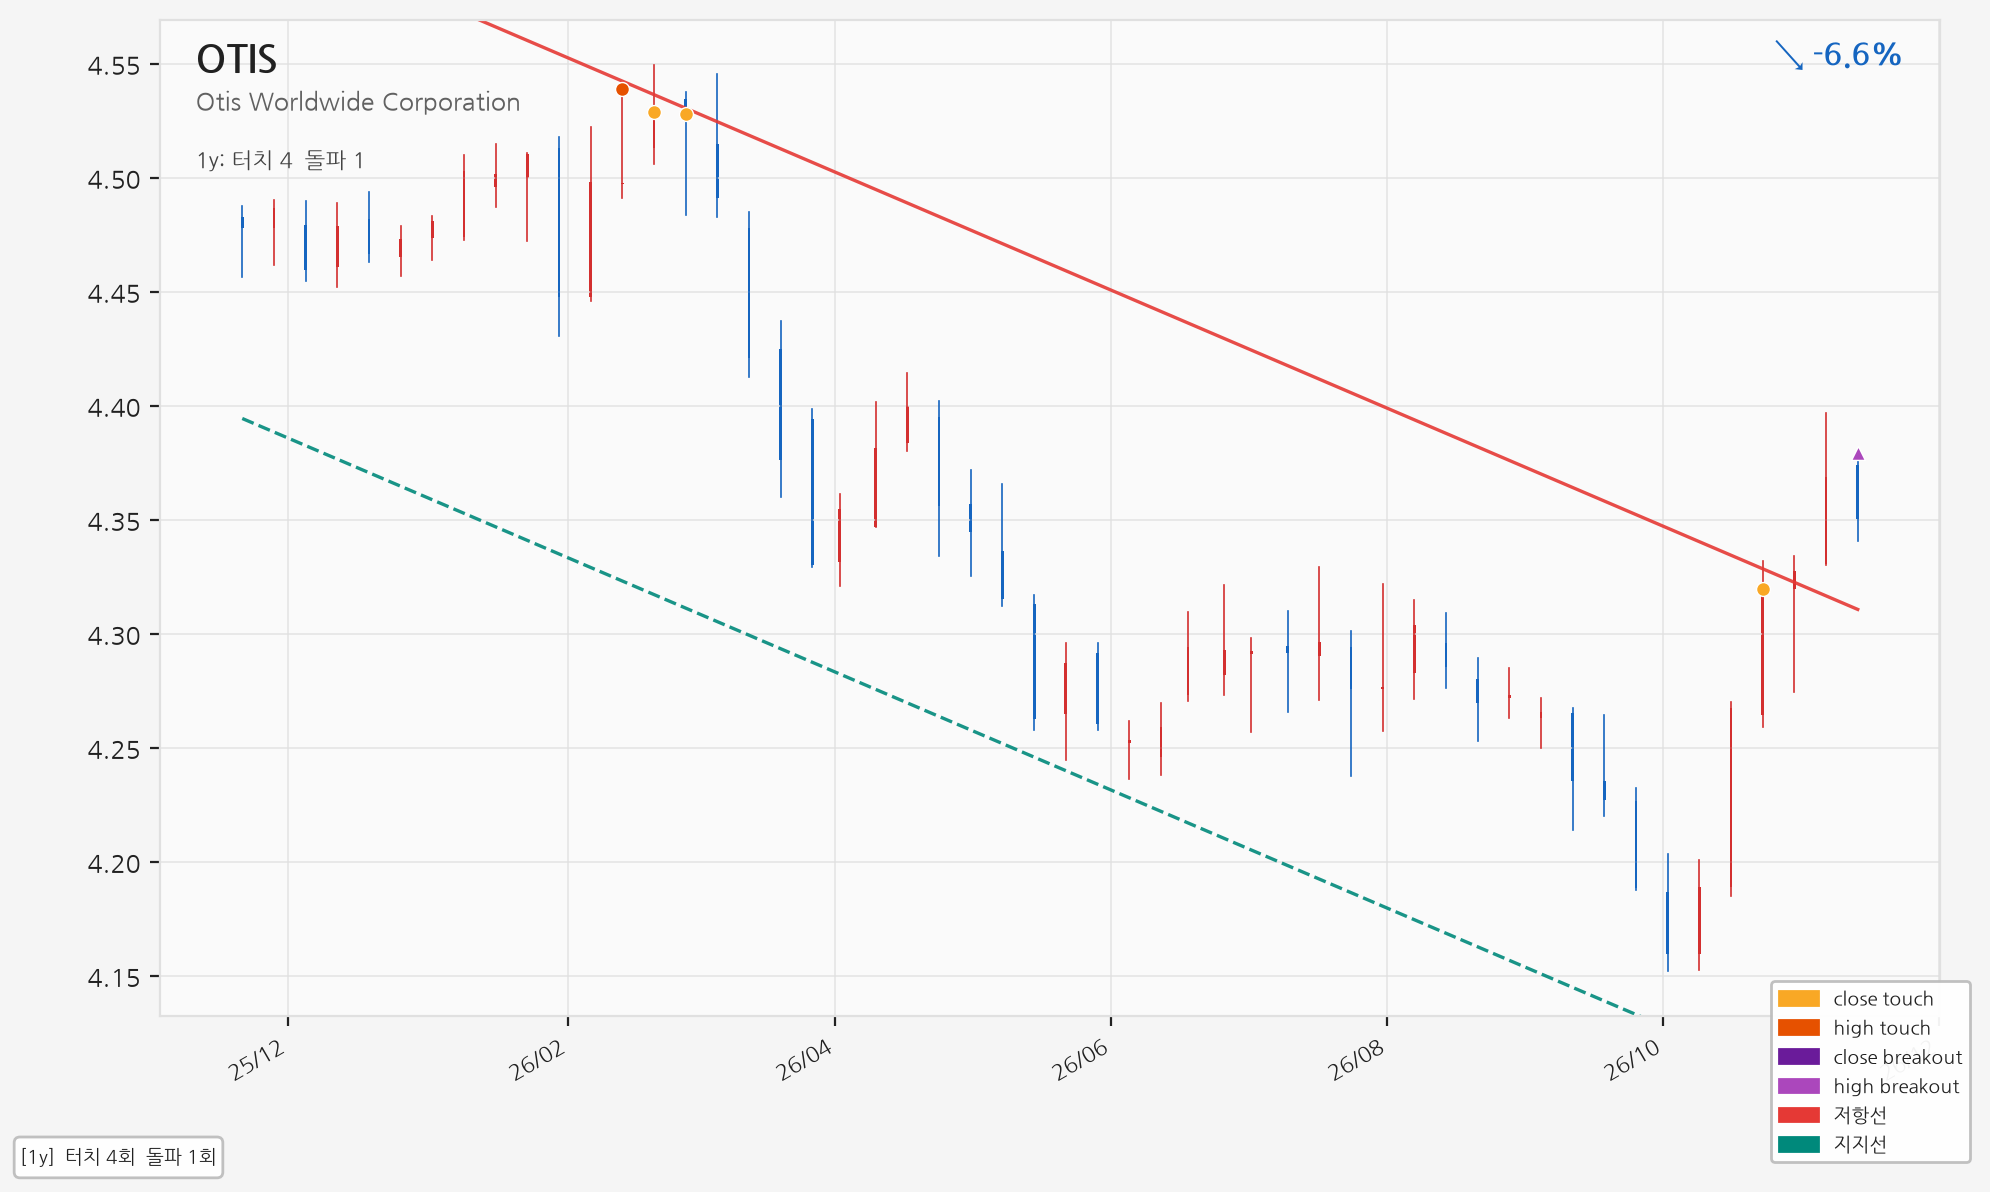 OTIS
Otis Worldwide Corporation
1y: 터치 4 돌파 1
-6.6%
4.55
4.50
4.45
4.40
4.35
4.30
4.25
4.20
4.15
25/12
26/02
26/04
26/06
26/08
26/10
close touch
high touch
close breakout
high breakout
저항선
지지선
[1y] 터치 4회 돌파 1회